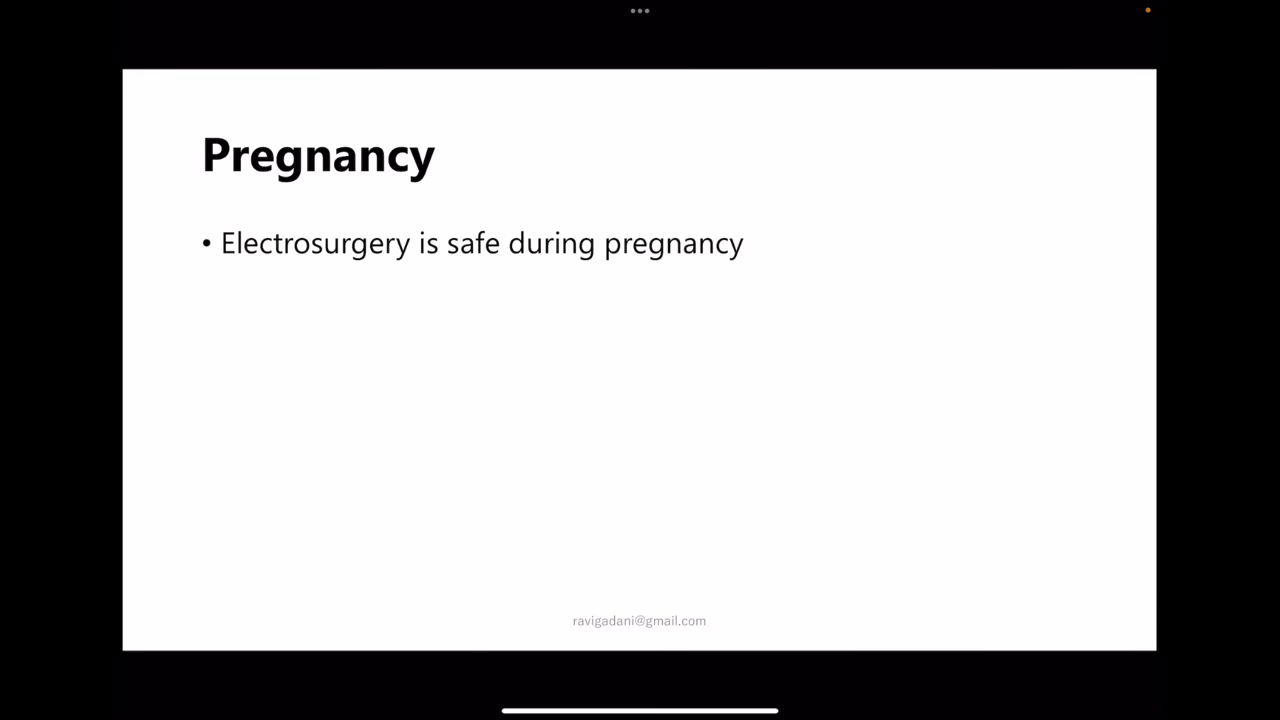 Pregnancy
• Electrosurgery is safe during pregnancy
ravigadani@gmail.com